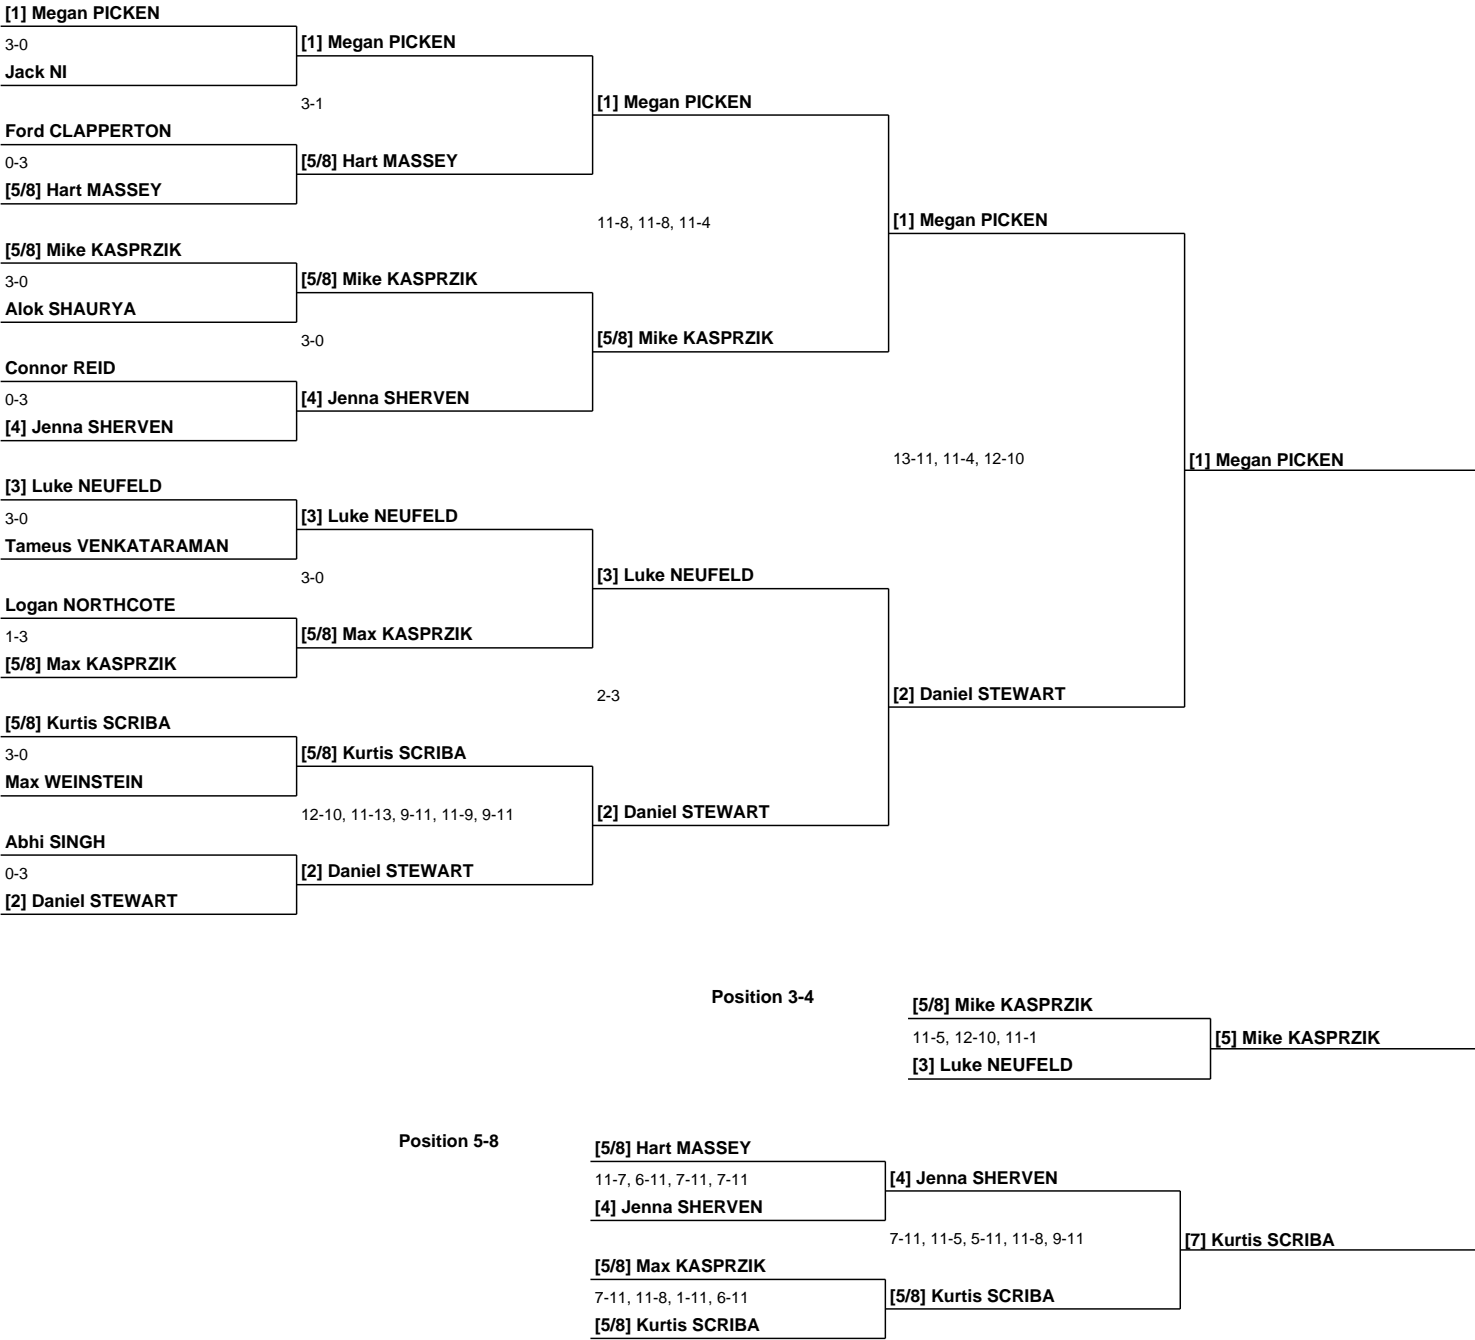 [1] Megan PICKEN
3-0
[1] Megan PICKEN
Jack NI
3-1
[1] Megan PICKEN
Ford CLAPPERTON
0-3
[5/8] Hart MASSEY
[5/8] Hart MASSEY
11-8, 11-8, 11-4
[1] Megan PICKEN
[5/8] Mike KASPRZIK
3-0
[5/8] Mike KASPRZIK
Alok SHAURYA
3-0
[5/8] Mike KASPRZIK
Connor REID
0-3
[4] Jenna SHERVEN
[4] Jenna SHERVEN
13-11, 11-4, 12-10
[1] Megan PICKEN
[3] Luke NEUFELD
3-0
[3] Luke NEUFELD
Tameus VENKATARAMAN
3-0
[3] Luke NEUFELD
Logan NORTHCOTE
1-3
[5/8] Max KASPRZIK
[5/8] Max KASPRZIK
2-3
[2] Daniel STEWART
[5/8] Kurtis SCRIBA
3-0
[5/8] Kurtis SCRIBA
Max WEINSTEIN
12-10, 11-13, 9-11, 11-9, 9-11
[2] Daniel STEWART
Abhi SINGH
0-3
[2] Daniel STEWART
[2] Daniel STEWART
Position 3-4
[5/8] Mike KASPRZIK
11-5, 12-10, 11-1
[5] Mike KASPRZIK
[3] Luke NEUFELD
Position 5-8
[5/8] Hart MASSEY
11-7, 6-11, 7-11, 7-11
[4] Jenna SHERVEN
[4] Jenna SHERVEN
7-11, 11-5, 5-11, 11-8, 9-11
[7] Kurtis SCRIBA
[5/8] Max KASPRZIK
7-11, 11-8, 1-11, 6-11
[5/8] Kurtis SCRIBA
[5/8] Kurtis SCRIBA